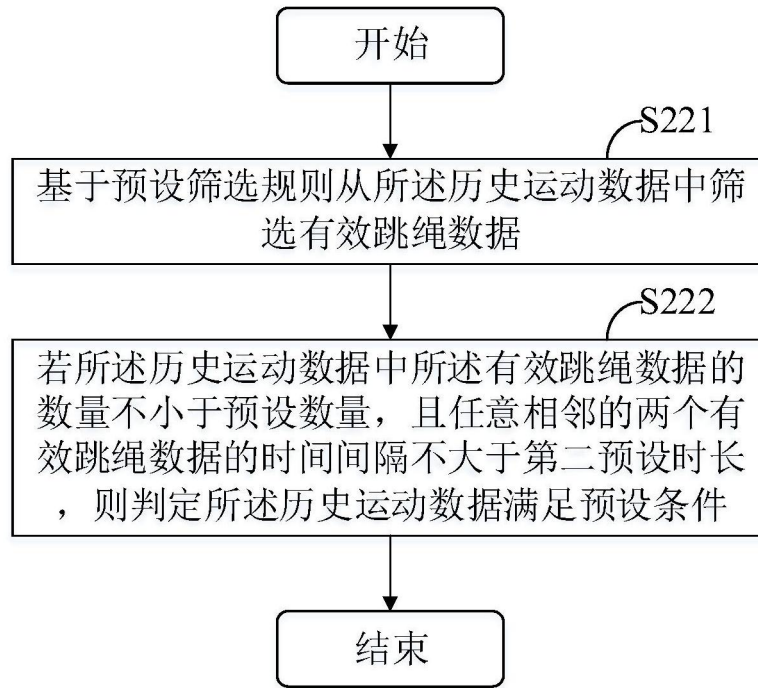 开始
S221
基于预设筛选规则从所述历史运动数据中筛
选有效跳绳数据
S222
若所述历史运动数据中所述有效跳绳数据的
数量不小于预设数量，且任意相邻的两个有
效跳绳数据的时间间隔不大于第二预设时长
，则判定所述历史运动数据满足预设条件
结束